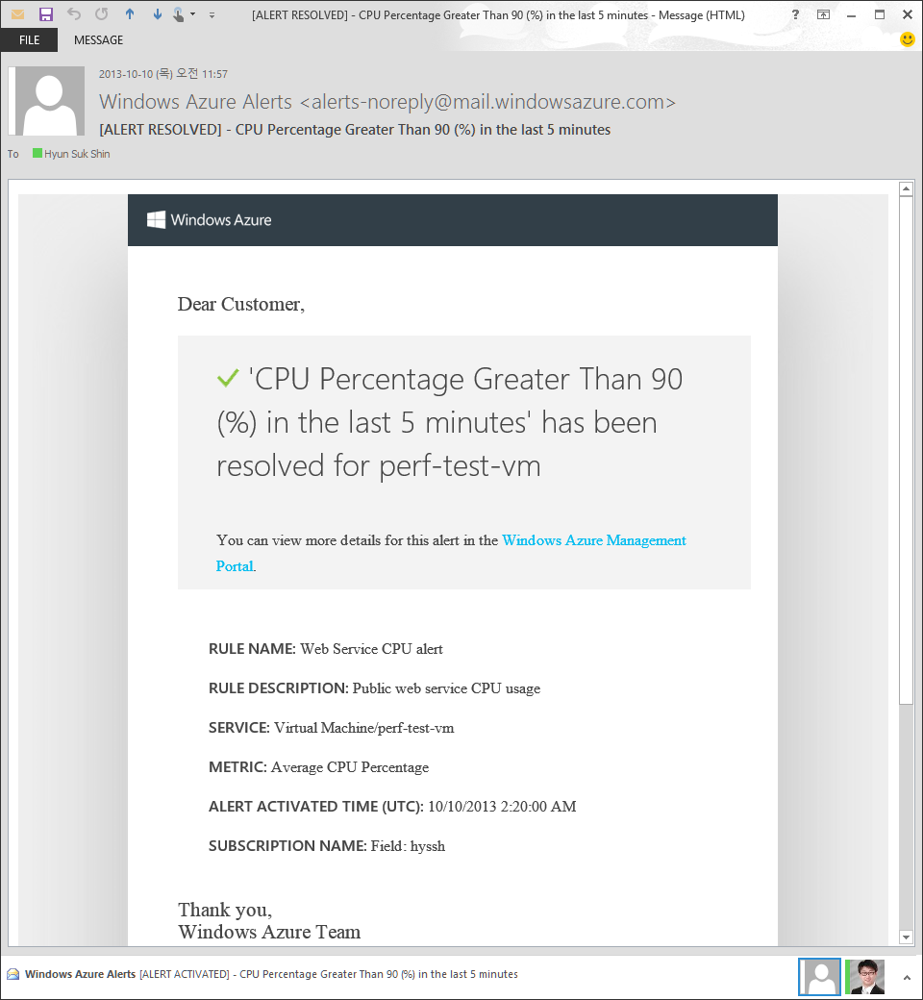 [ALERT RESOLVED] - CPU Percentage Greater Than 90 (%) in the last 5 minutes - Message (HTML)
?
FILE MESSAGE
2013-10-10 (목) 오전 11:57
Windows Azure Alerts <alerts-noreply@mail.windowsazure.com>
[ALERT RESOLVED] - CPU Percentage Greater Than 90 (%) in the last 5 minutes
To Hyun Suk Shin
Windows Azure
Dear Customer,
'CPU Percentage Greater Than 90
(%) in the last 5 minutes' has been
resolved for perf-test-vm
You can view more details for this alert in the Windows Azure Management
Portal.
RULE NAME: Web Service CPU alert
RULE DESCRIPTION: Public web service CPU usage
SERVICE: Virtual Machine/perf-test-vm
METRIC: Average CPU Percentage
ALERT ACTIVATED TIME (UTC): 10/10/2013 2:20:00 AM
SUBSCRIPTION NAME: Field: hyssh
Thank you,
Windows Azure Team
Windows Azure Alerts [ALERT ACTIVATED] - CPU Percentage Greater Than 90 (%) in the last 5 minutes